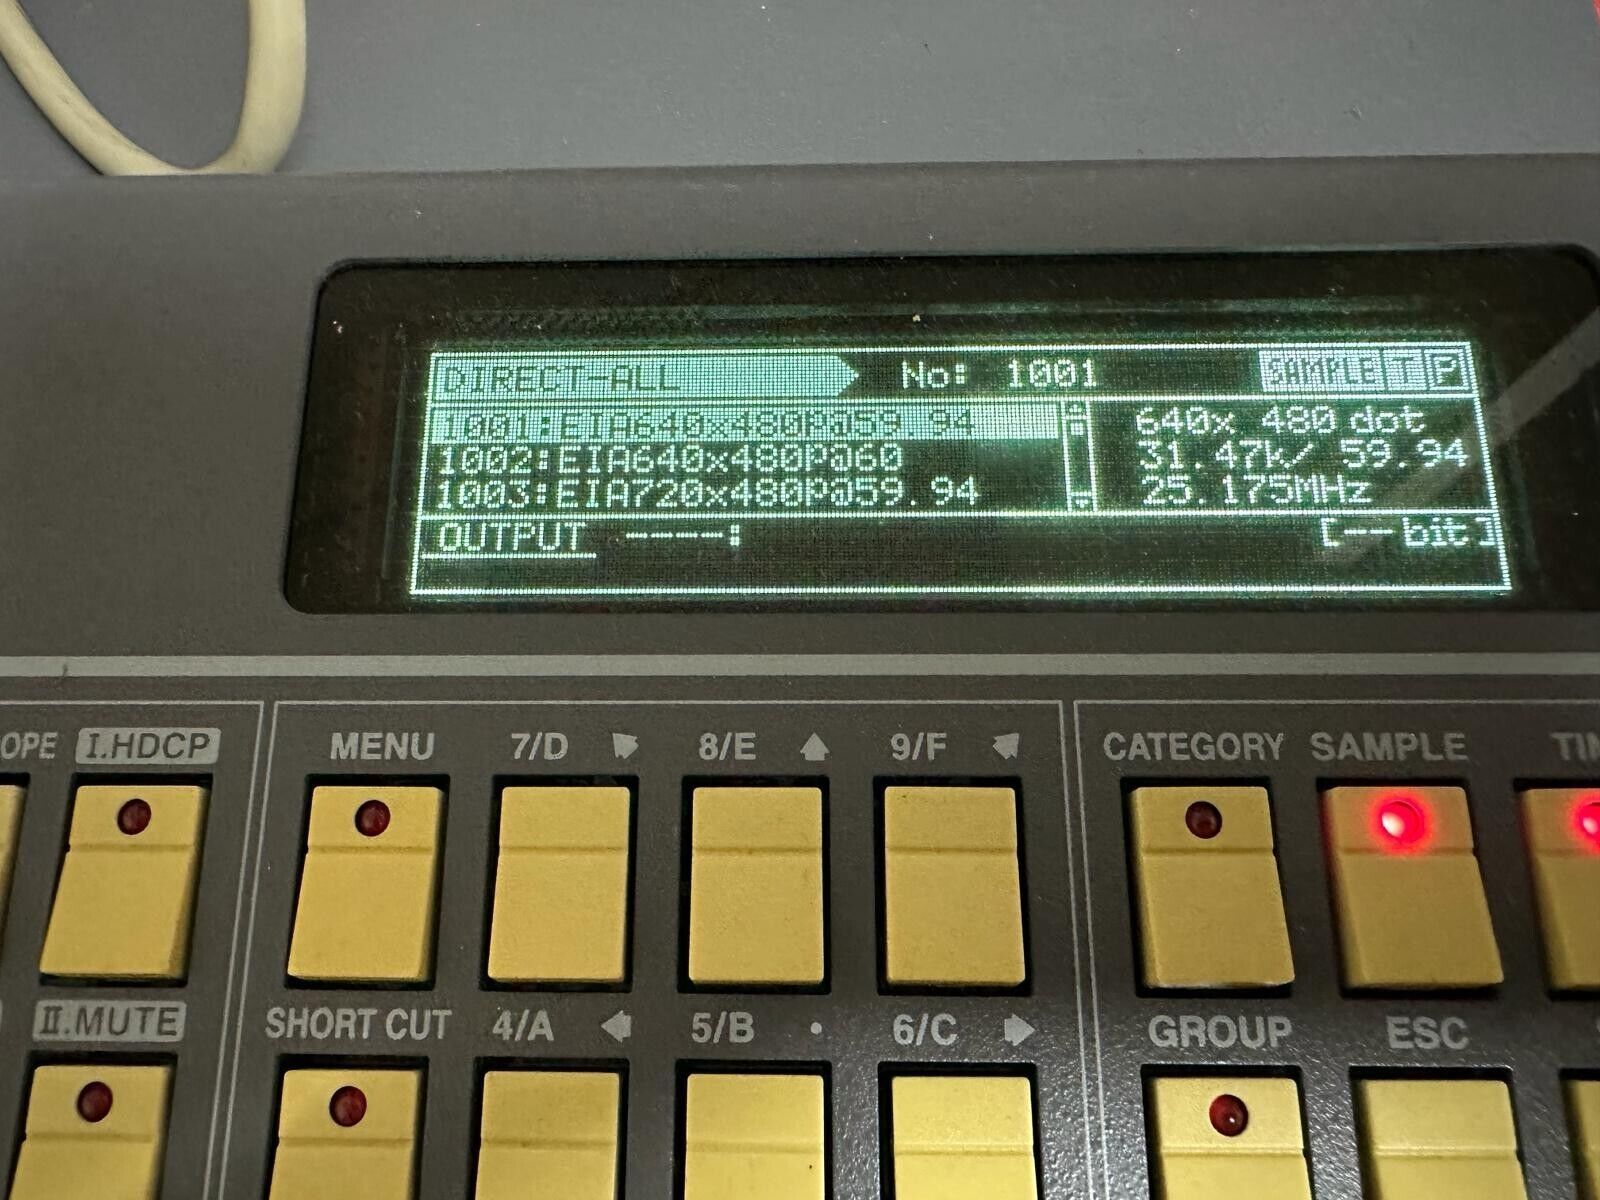 DIRECT-ALL No: 1001 SAMPLE T P
1001:EIA640x480P@59.94 640x 480 dot
1002:EIA640x480P@60 31.47k/ 59.94
1003:EIA720x480P@59.94 25.175MHz
OUTPUT ----: [-- bit]
OPE I.HDCP MENU 7/D 8/E 9/F CATEGORY SAMPLE TIM
II.MUTE SHORT CUT 4/A 5/B 6/C GROUP ESC